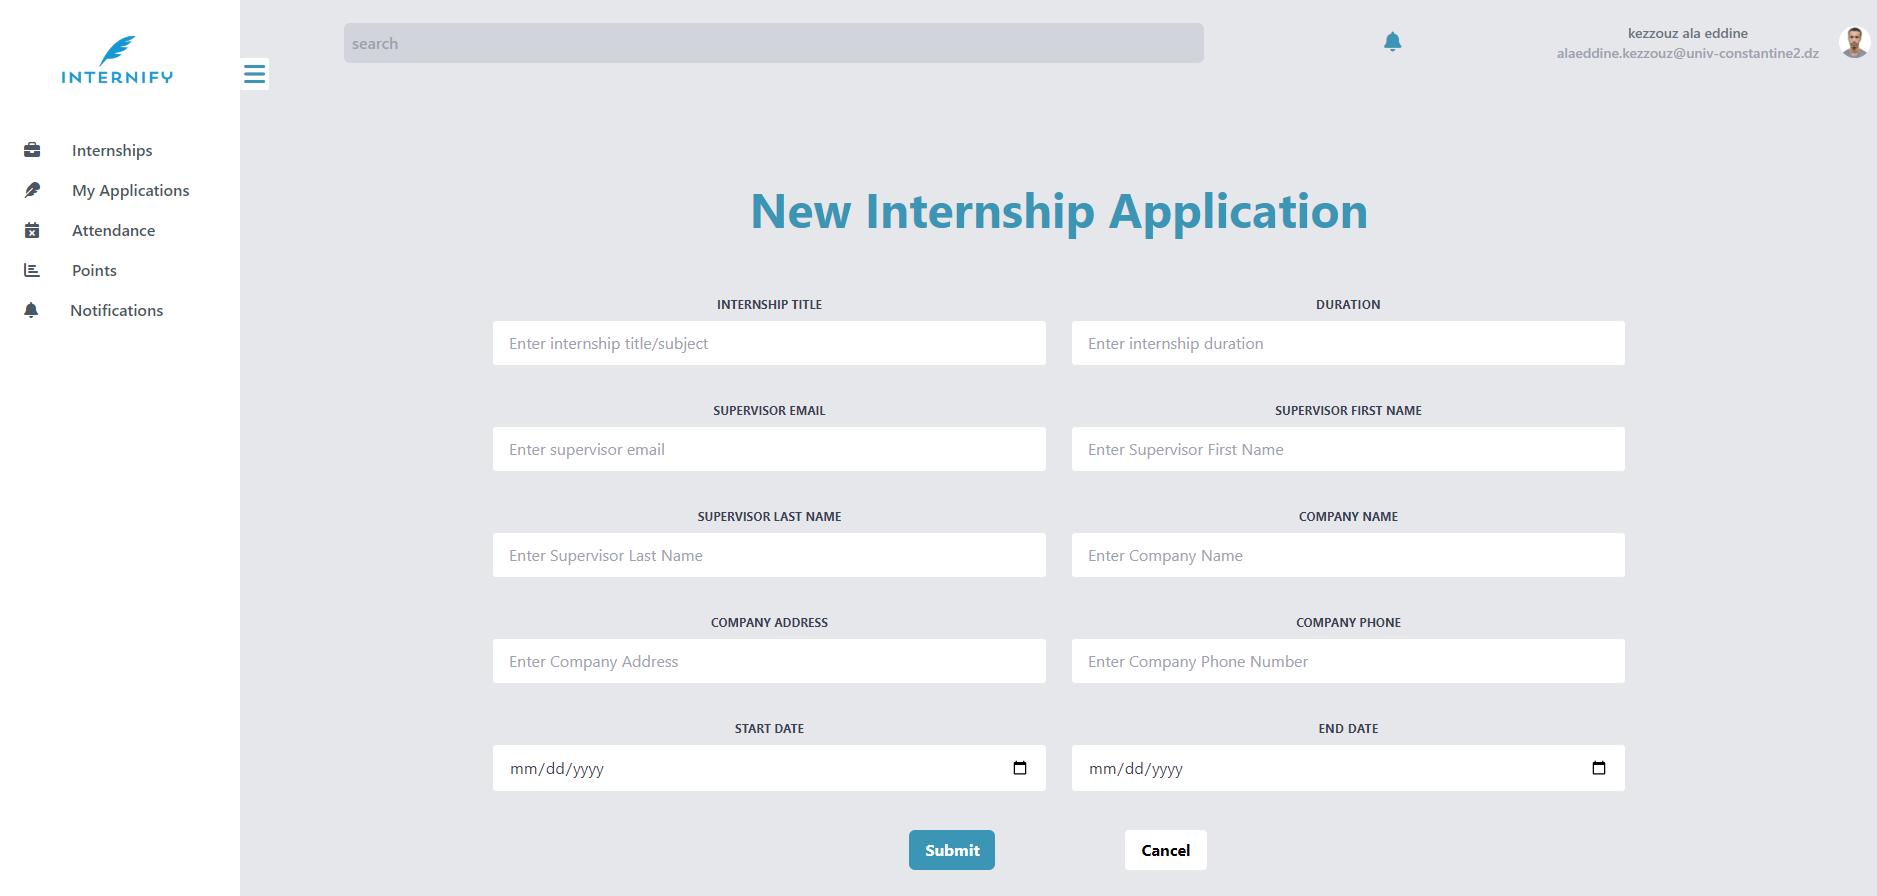 INTERNIFY
Internships
My Applications
Attendance
Points
Notifications
search
kezzouz ala eddine
alaeddine.kezzouz@univ-constantine2.dz
New Internship Application
INTERNSHIP TITLE
Enter internship title/subject
DURATION
Enter internship duration
SUPERVISOR EMAIL
Enter supervisor email
SUPERVISOR FIRST NAME
Enter Supervisor First Name
SUPERVISOR LAST NAME
Enter Supervisor Last Name
COMPANY NAME
Enter Company Name
COMPANY ADDRESS
Enter Company Address
COMPANY PHONE
Enter Company Phone Number
START DATE
mm/dd/yyyy
END DATE
mm/dd/yyyy
Submit
Cancel